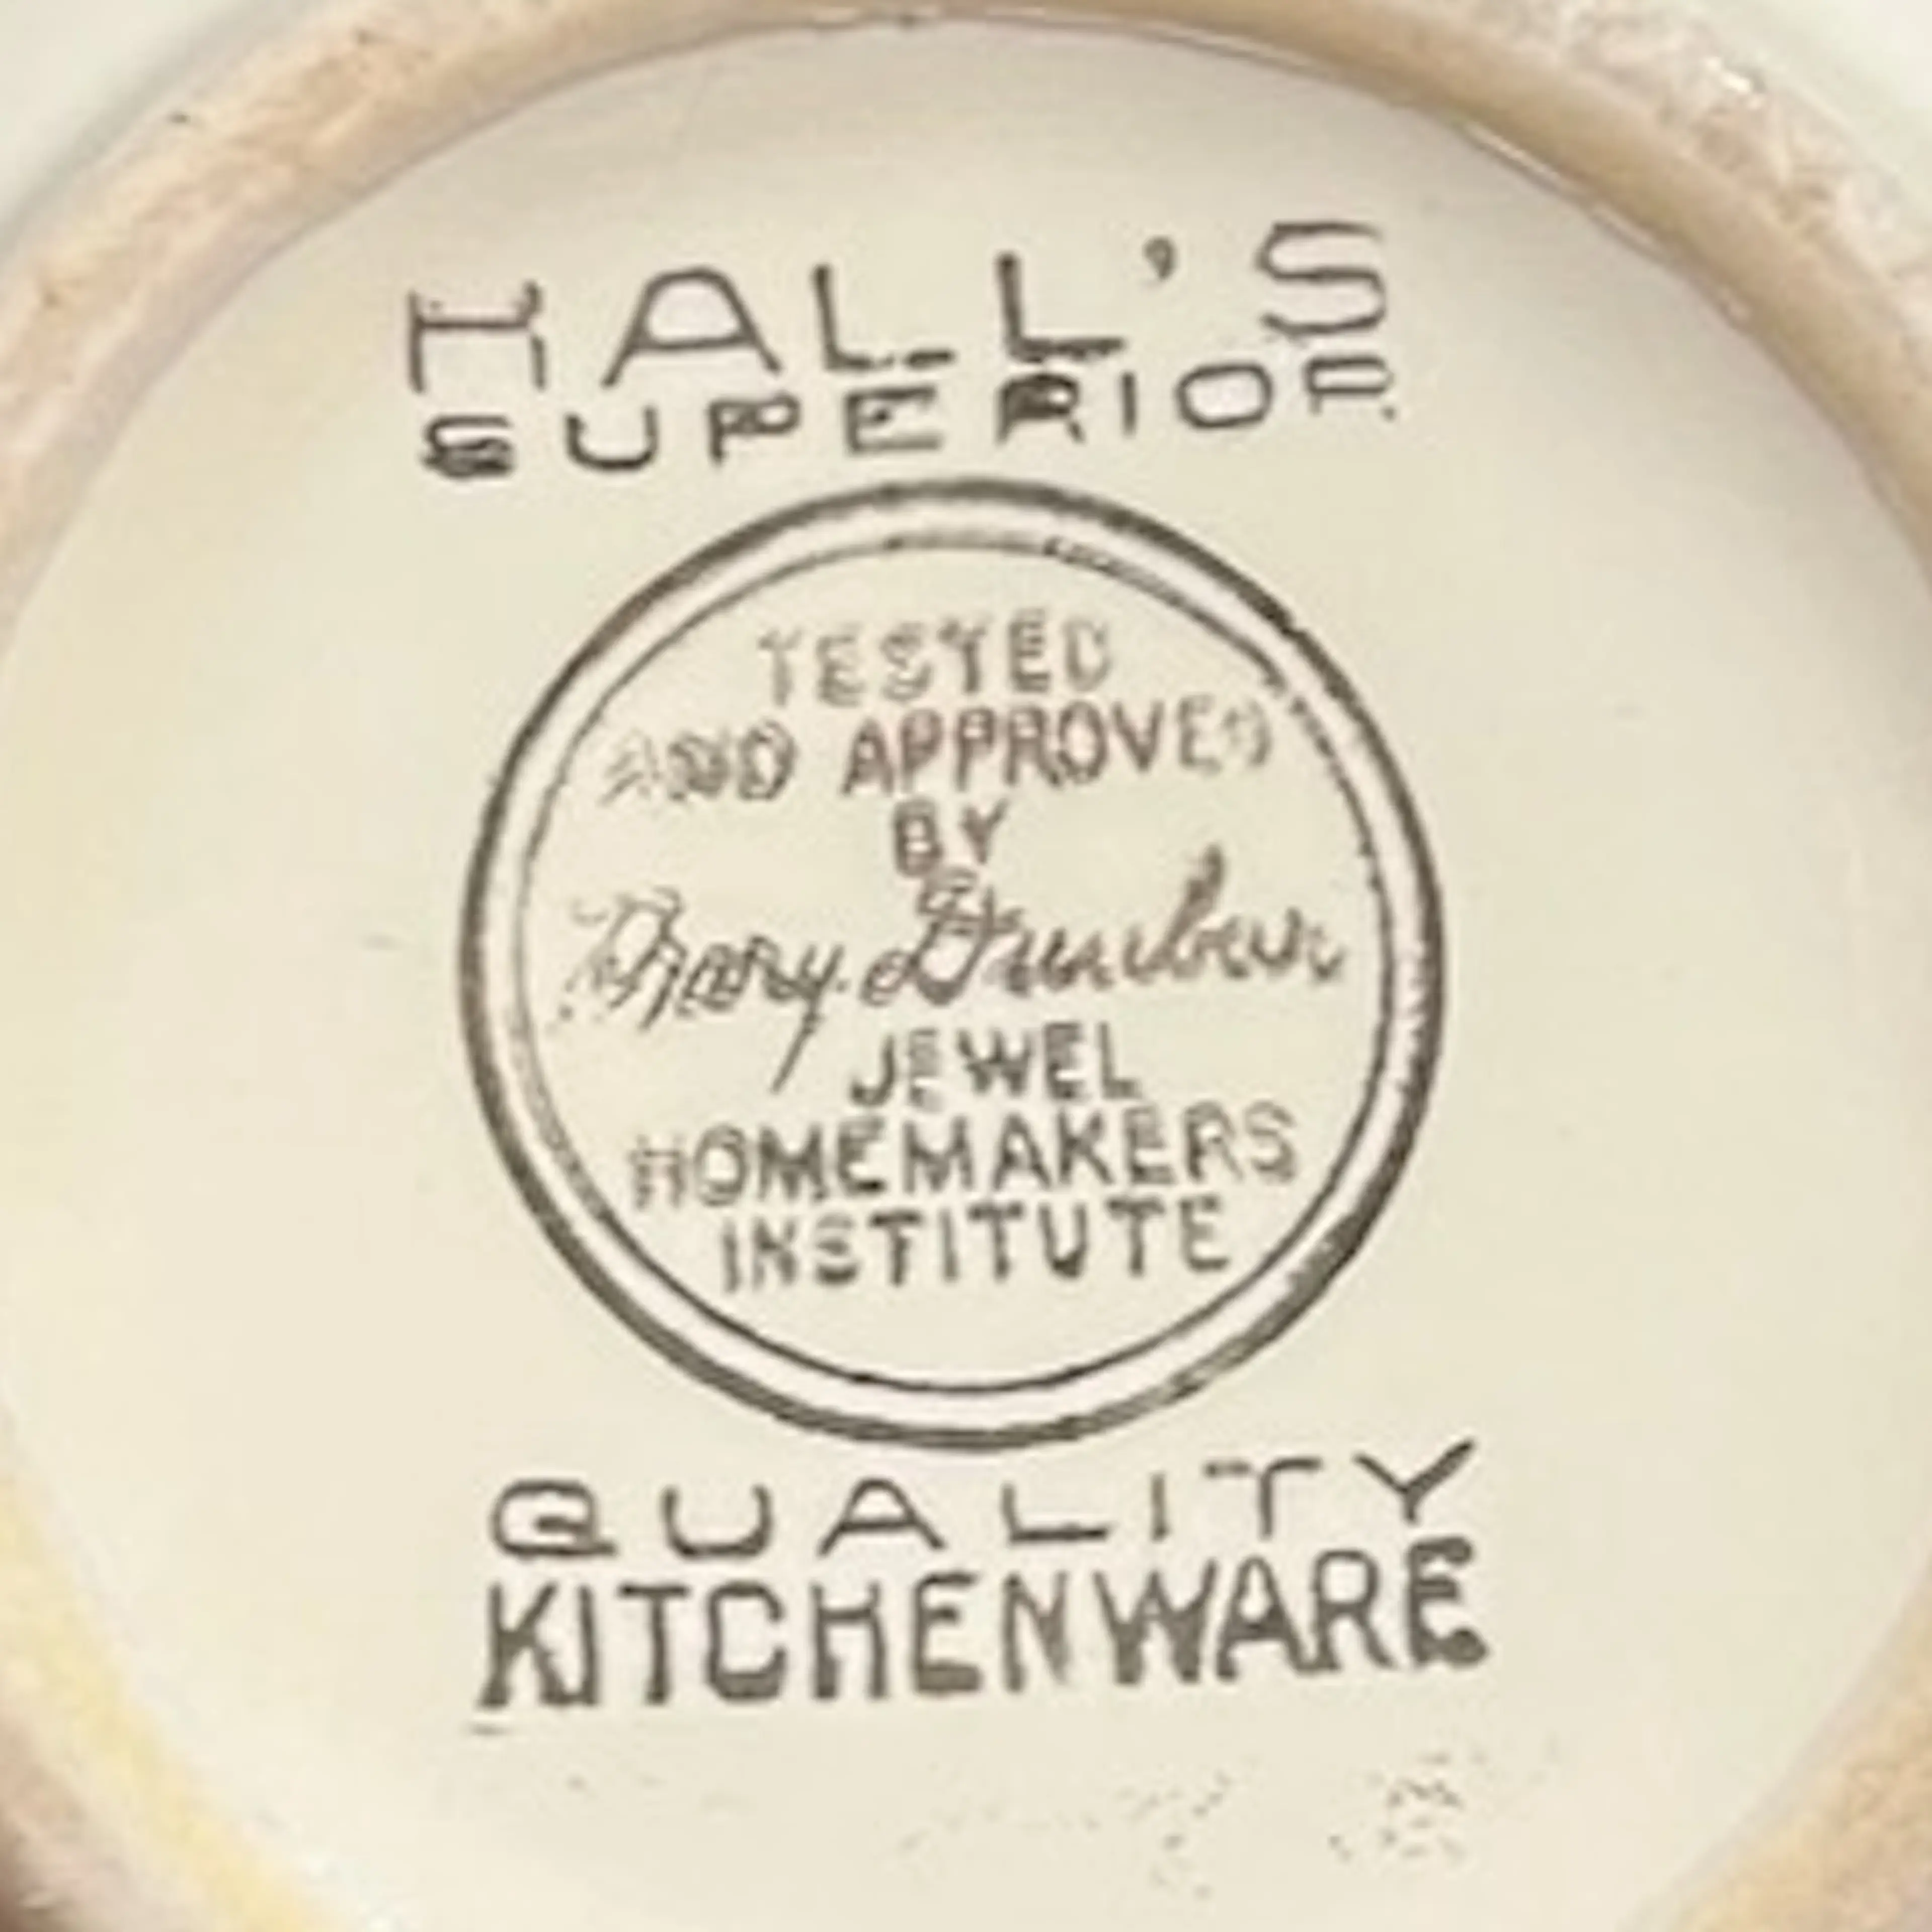 HALL'S
SUPERIOR
TESTED
AND APPROVED
BY
Mary Dunbar
JEWEL
HOMEMAKERS
INSTITUTE
QUALITY
KITCHENWARE